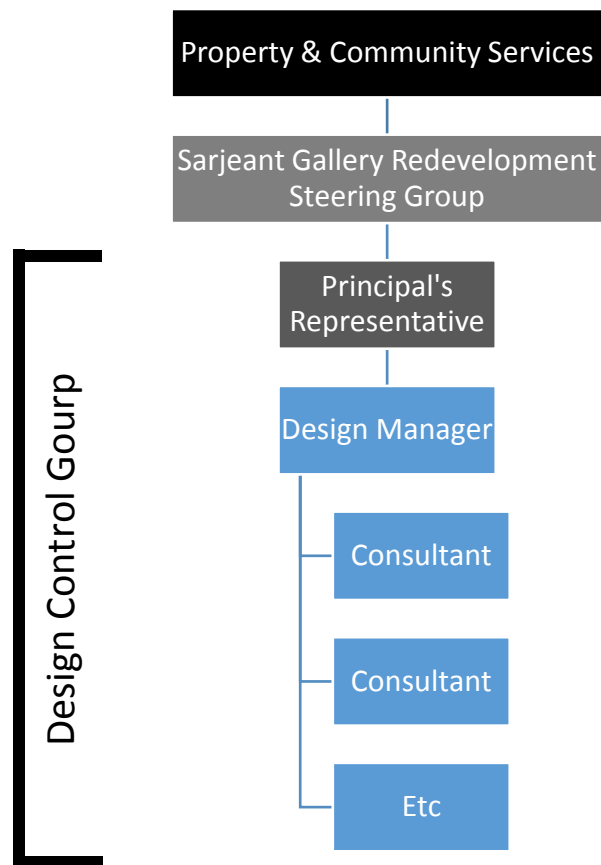 Property & Community Services
Sarjeant Gallery Redevelopment
Steering Group
Principal's
Representative
Design Manager
Consultant
Consultant
Etc
Design Control Gourp